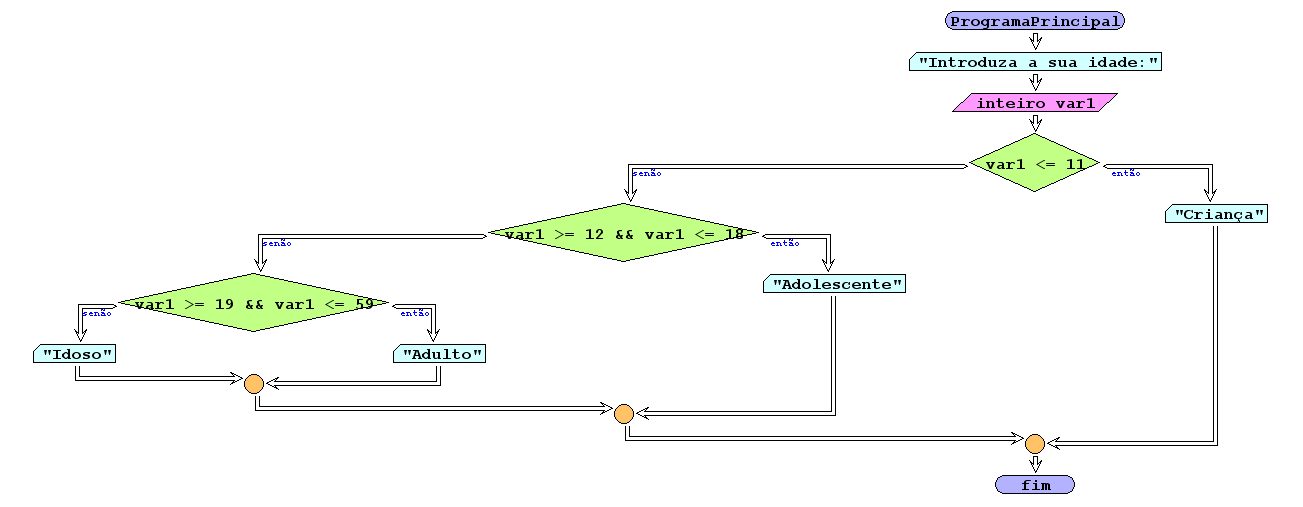 ProgramaPrincipal
"Introduza a sua idade:"
inteiro var1
var1 <= 11
senão
então
"Criança"
var1 >= 12 && var1 <= 18
senão
então
"Adolescente"
var1 >= 19 && var1 <= 59
senão
então
"Idoso"
"Adulto"
fim